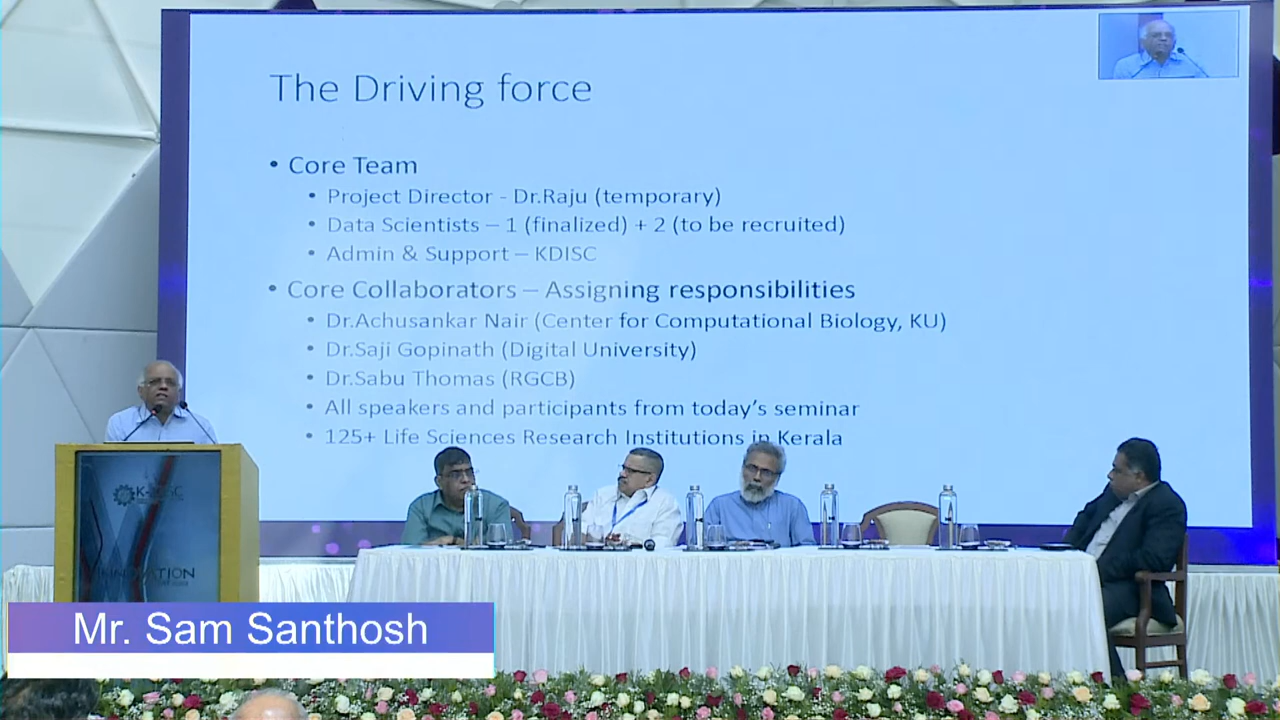 The Driving force
• Core Team
• Project Director - Dr.Raju (temporary)
• Data Scientists – 1 (finalized) + 2 (to be recruited)
• Admin & Support – KDISC
• Core Collaborators – Assigning responsibilities
• Dr.Achusankar Nair (Center for Computational Biology, KU)
• Dr.Saji Gopinath (Digital University)
• Dr.Sabu Thomas (RGCB)
• All speakers and participants from today's seminar
• 125+ Life Sciences Research Institutions in Kerala
K-DISC
INNOVATION
Mr. Sam Santhosh